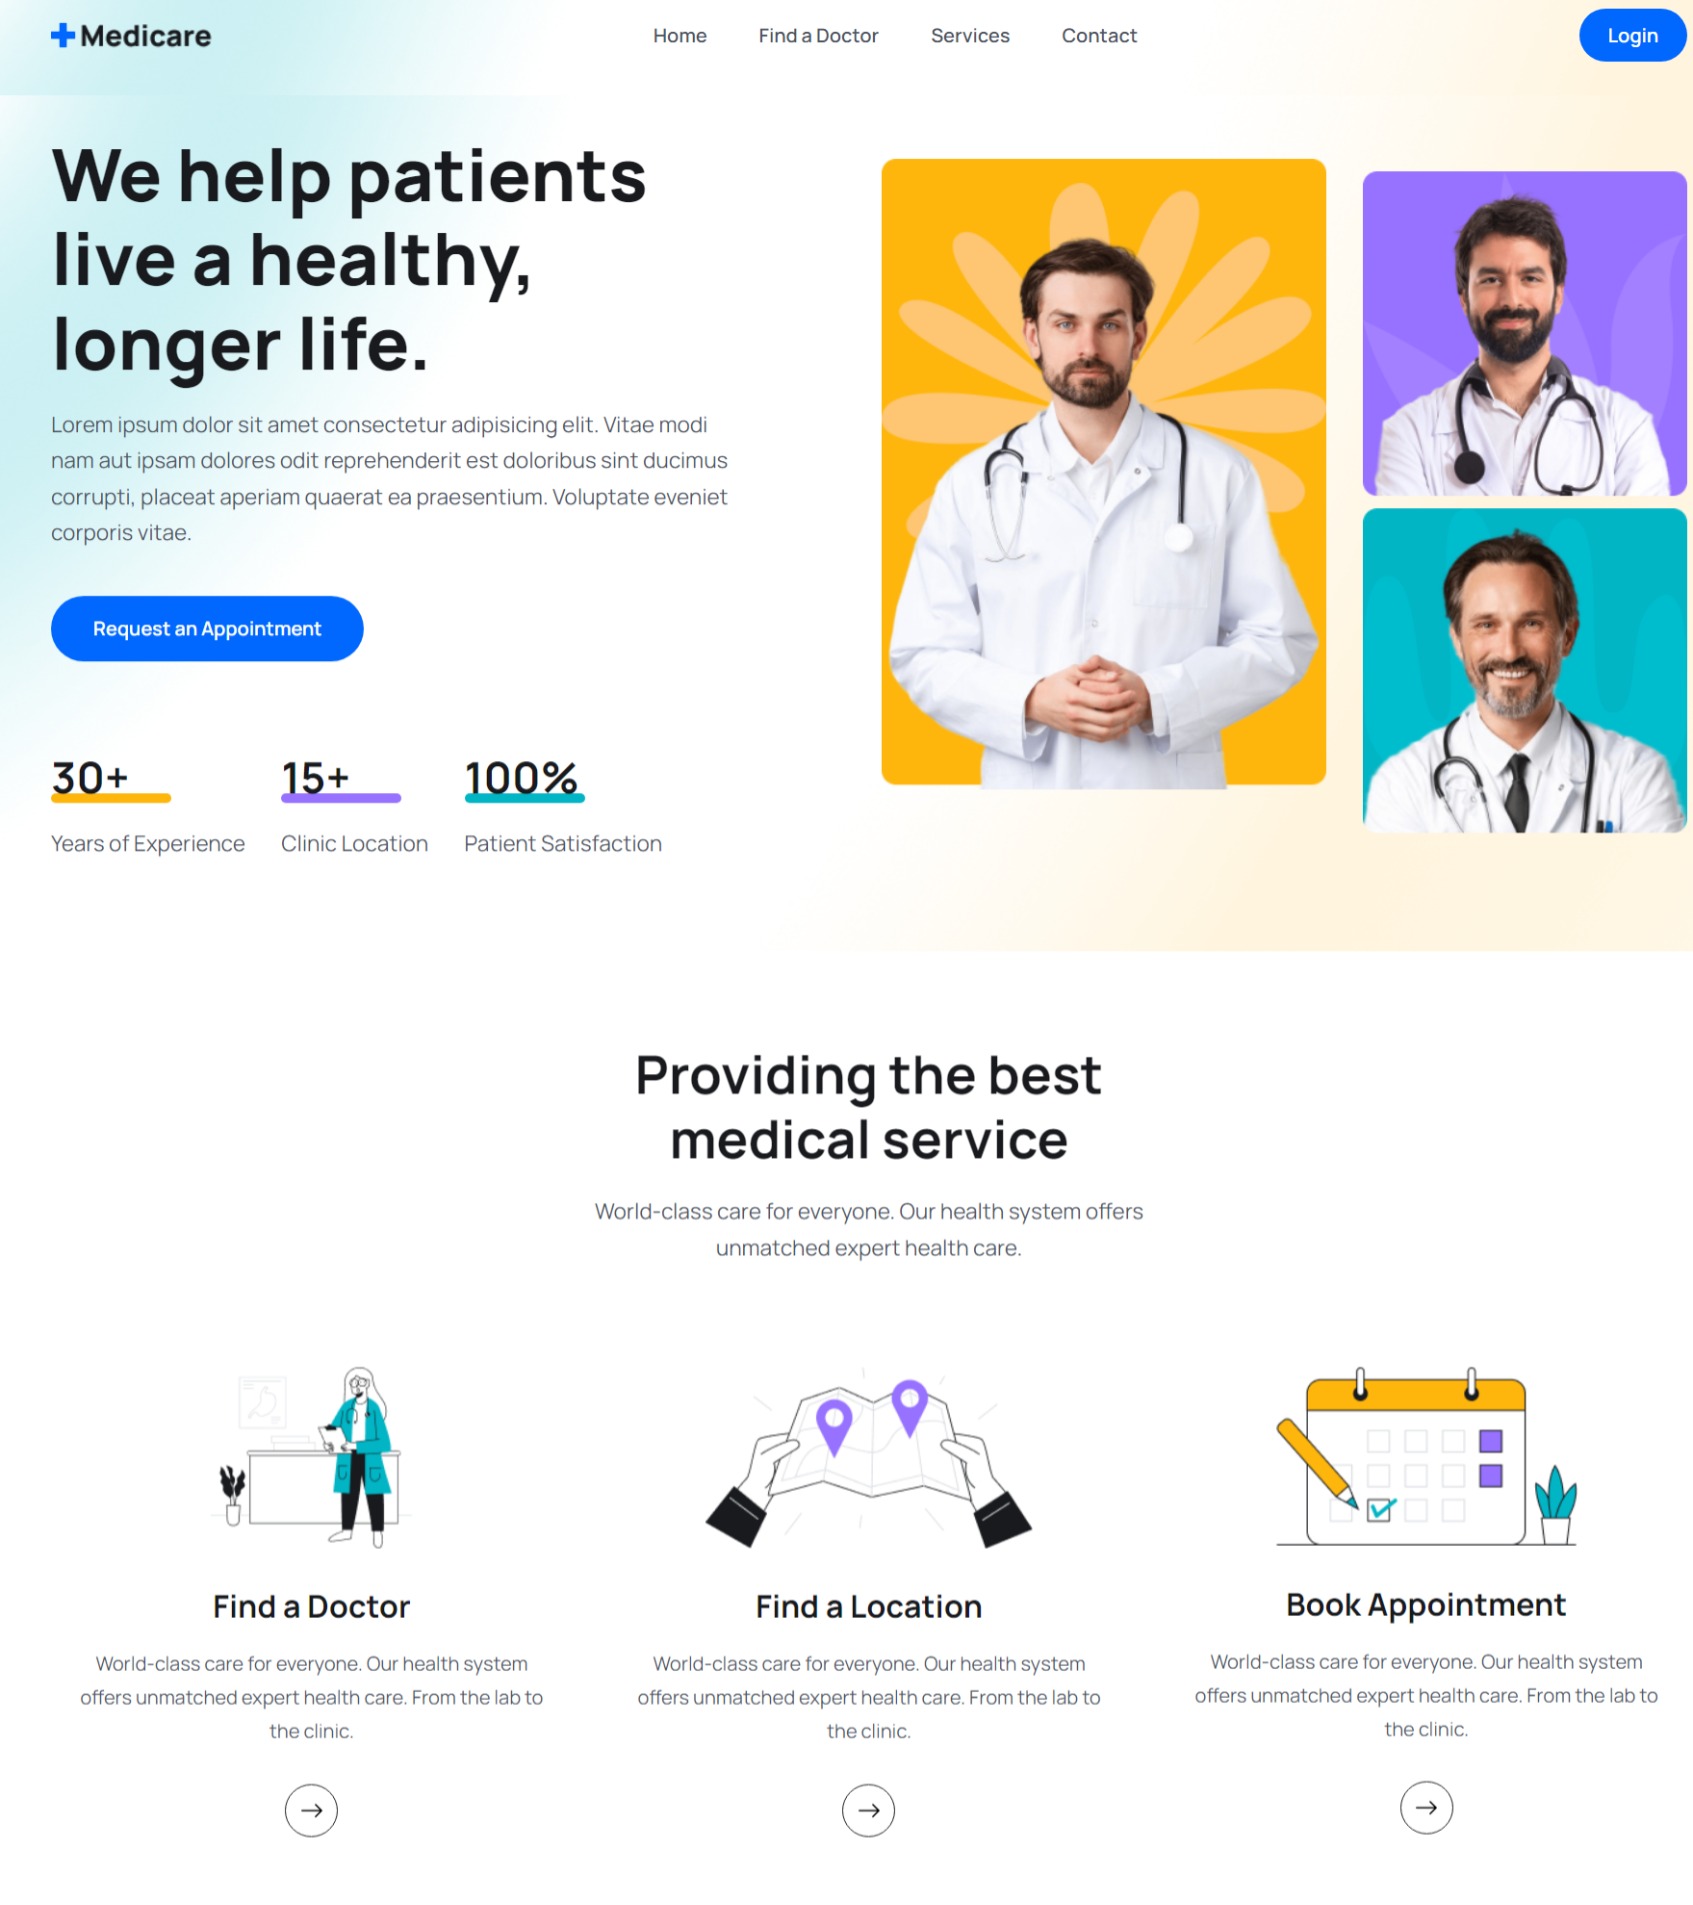 Medicare
Home
Find a Doctor
Services
Contact
Login
We help patients
live a healthy,
longer life.
Lorem ipsum dolor sit amet consectetur adipisicing elit. Vitae modi
nam aut ipsam dolores odit reprehenderit est doloribus sint ducimus
corrupti, placeat aperiam quaerat ea praesentium. Voluptate eveniet
corporis vitae.
Request an Appointment
30+
Years of Experience
15+
Clinic Location
100%
Patient Satisfaction
Providing the best
medical service
World-class care for everyone. Our health system offers
unmatched expert health care.
Find a Doctor
World-class care for everyone. Our health system
offers unmatched expert health care. From the lab to
the clinic.
Find a Location
World-class care for everyone. Our health system
offers unmatched expert health care. From the lab to
the clinic.
Book Appointment
World-class care for everyone. Our health system
offers unmatched expert health care. From the lab to
the clinic.